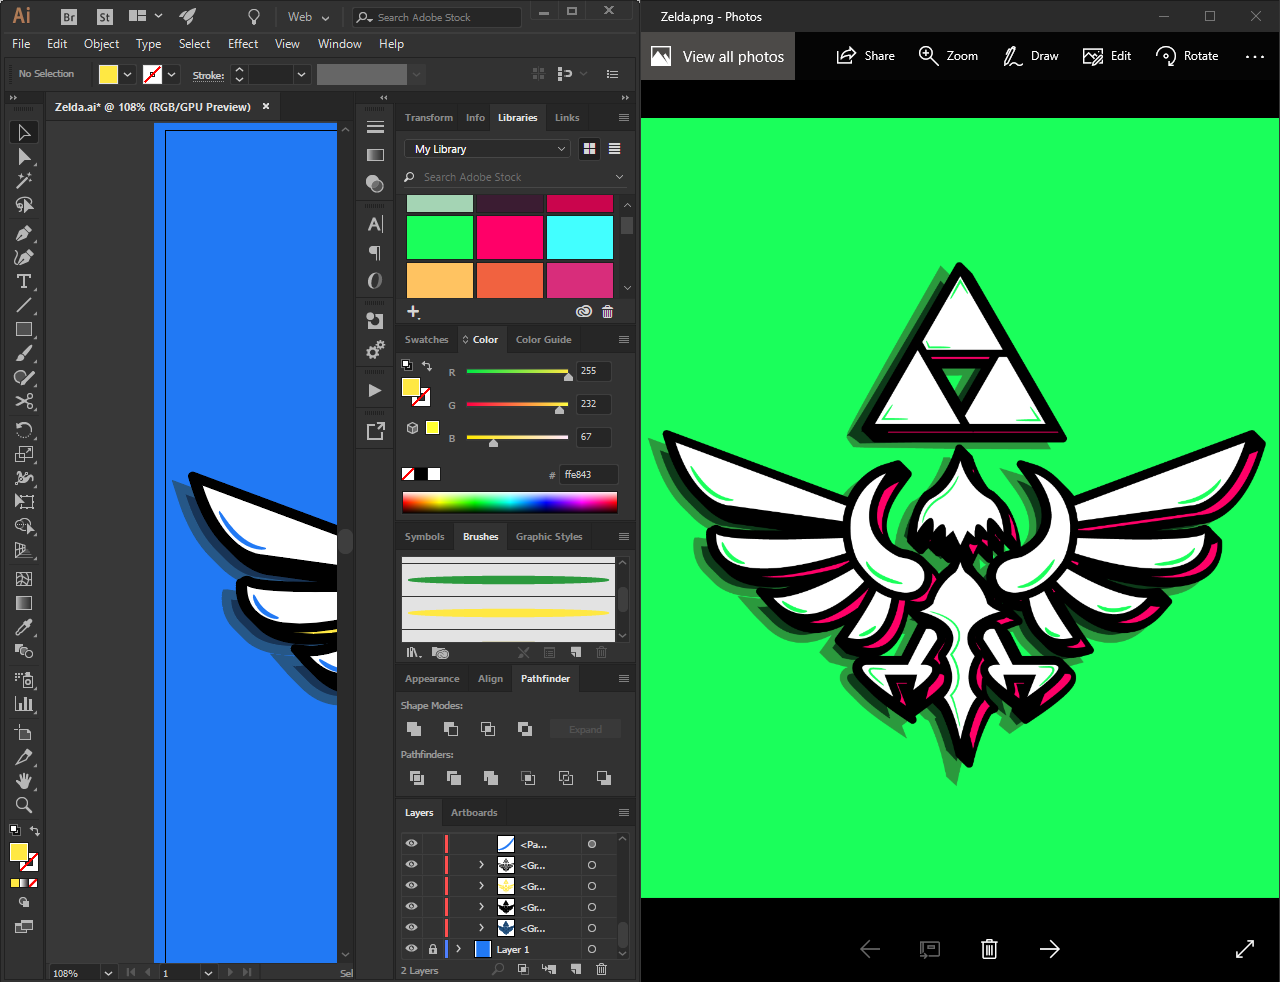 Ai
Br
St
Web
Search Adobe Stock
File Edit Object Type Select Effect View Window Help
No Selection
Stroke:
Zelda.ai* @ 108% (RGB/GPU Preview)
Transform Info Libraries Links
My Library
Search Adobe Stock
Swatches Color Color Guide
R 255
G 232
B 67
# ffe843
Symbols Brushes Graphic Styles
Appearance Align Pathfinder
Shape Modes:
Expand
Pathfinders:
Layers Artboards
<Pa...
<Gr...
<Gr...
<Gr...
<Gr...
Layer 1
2 Layers
108%
1
Sel
Zelda.png - Photos
View all photos
Share
Zoom
Draw
Edit
Rotate